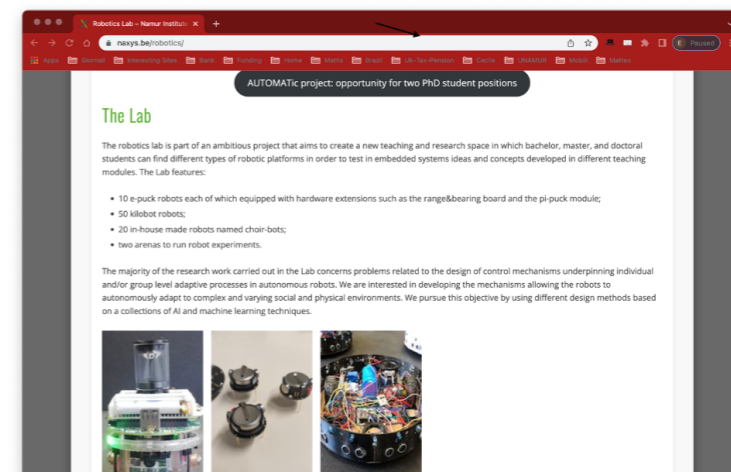 Robotics Lab – Namur Institute
naxys.be/robotics/
E Paused
Apps Giornali Interesting Sites Bank Funding Home Maths Brazil Uk-Tax-Pension Cecile UNAMUR Mobili Matteo
AUTOMATic project: opportunity for two PhD student positions
The Lab
The robotics lab is part of an ambitious project that aims to create a new teaching and research space in which bachelor, master, and doctoral
students can find different types of robotic platforms in order to test in embedded systems ideas and concepts developed in different teaching
modules. The Lab features:
• 10 e-puck robots each of which equipped with hardware extensions such as the range&bearing board and the pi-puck module;
• 50 kilobot robots;
• 20 in-house made robots named choir-bots;
• two arenas to run robot experiments.
The majority of the research work carried out in the Lab concerns problems related to the design of control mechanisms underpinning individual
and/or group level adaptive processes in autonomous robots. We are interested in developing the mechanisms allowing the robots to
autonomously adapt to complex and varying social and physical environments. We pursue this objective by using different design methods based
on a collections of AI and machine learning techniques.